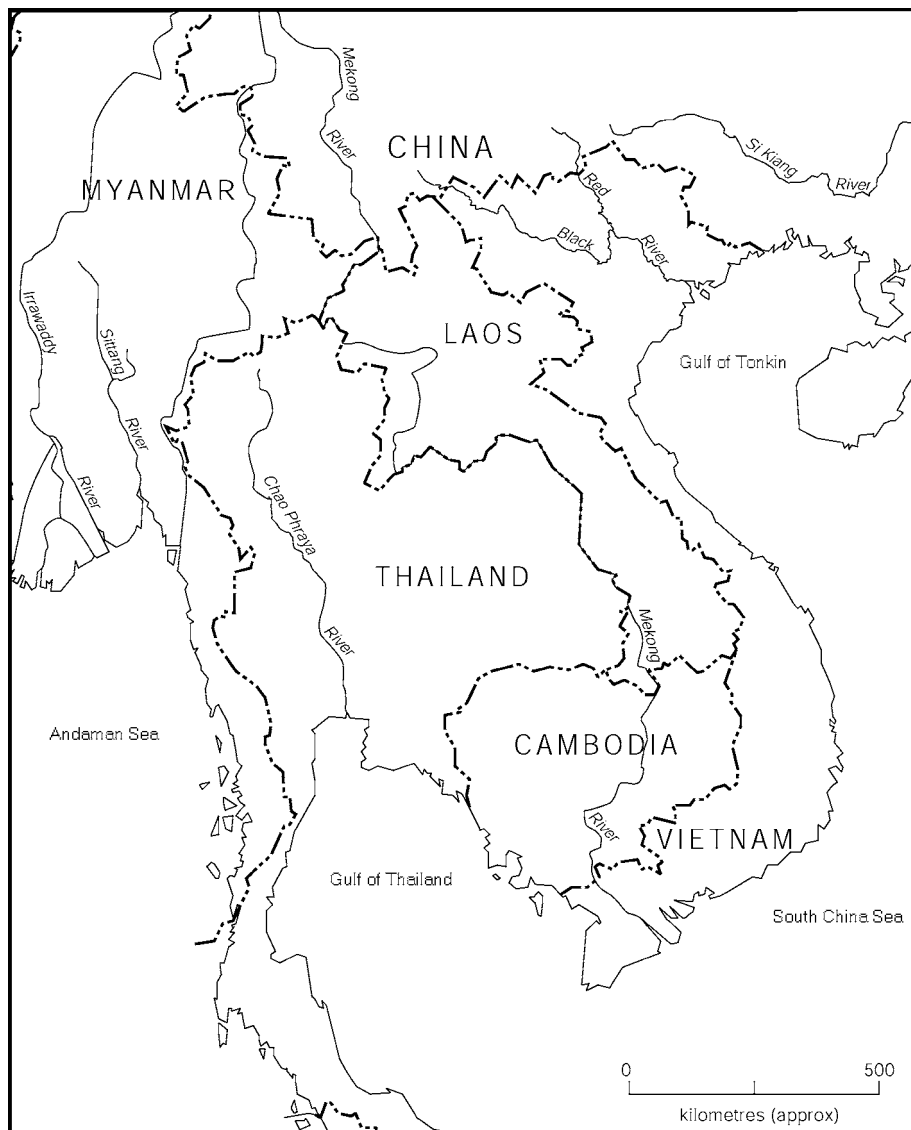 Mekong
River
CHINA
Si Kiang
River
MYANMAR
Red
River
Black
Irrawaddy
River
Sittang
River
LAOS
Gulf of Tonkin
Chao Phraya
River
THAILAND
Mekong
River
Andaman Sea
CAMBODIA
VIETNAM
Gulf of Thailand
South China Sea
0 500
kilometres (approx)